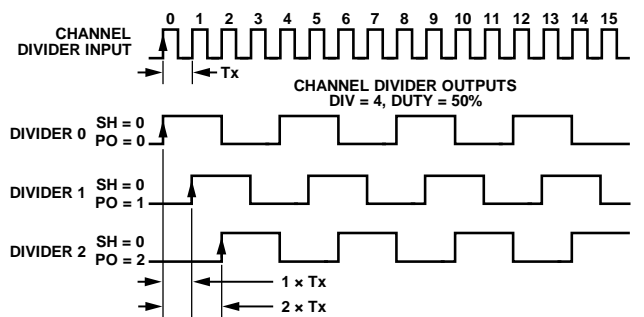 CHANNEL
DIVIDER INPUT
0 1 2 3 4 5 6 7 8 9 10 11 12 13 14 15
Tx
CHANNEL DIVIDER OUTPUTS
DIV = 4, DUTY = 50%
DIVIDER 0
SH = 0
PO = 0
DIVIDER 1
SH = 0
PO = 1
DIVIDER 2
SH = 0
PO = 2
1 × Tx
2 × Tx